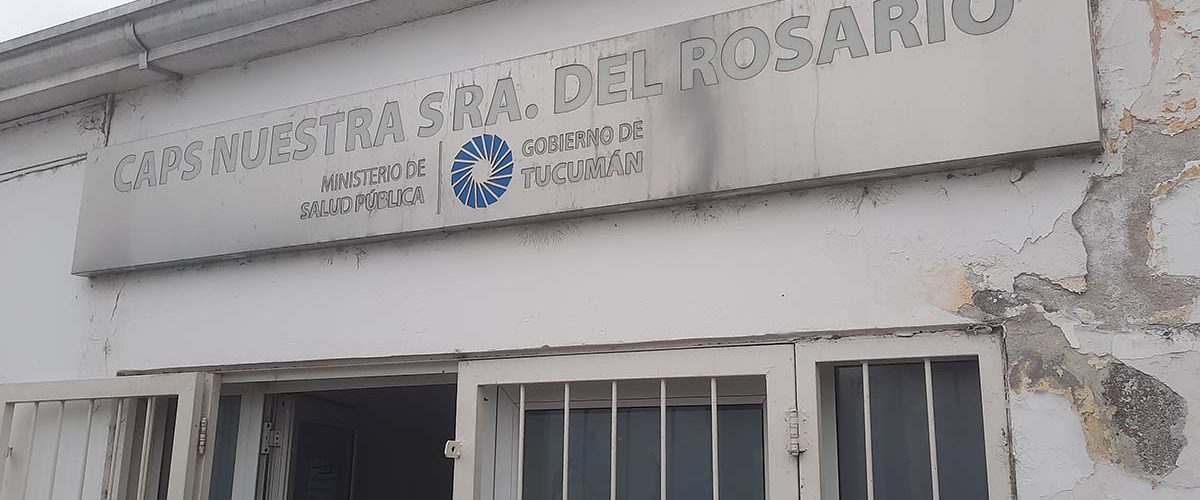 CAPS NUESTRA SRA. DEL ROSARIO
MINISTERIO DE
SALUD PÚBLICA
GOBIERNO DE
TUCUMÁN